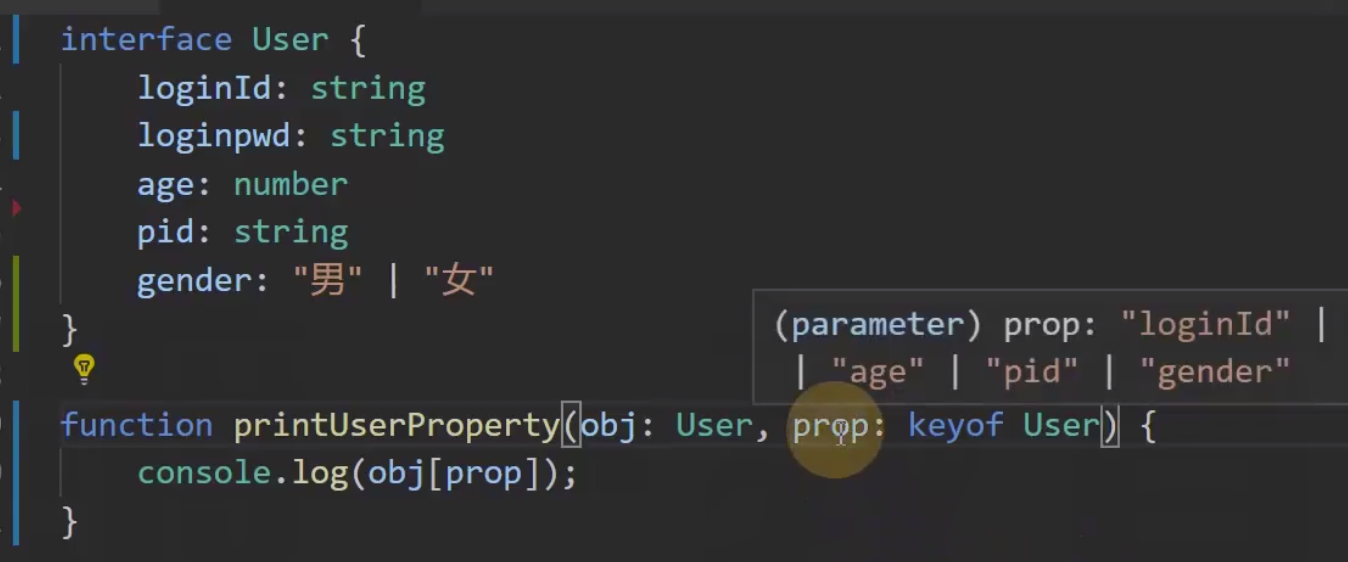 interface User {
loginId: string
loginpwd: string
age: number
pid: string
gender: "男" | "女"
}
(parameter) prop: "loginId" |
| "age" | "pid" | "gender"
function printUserProperty(obj: User, prop: keyof User) {
console.log(obj[prop]);
}